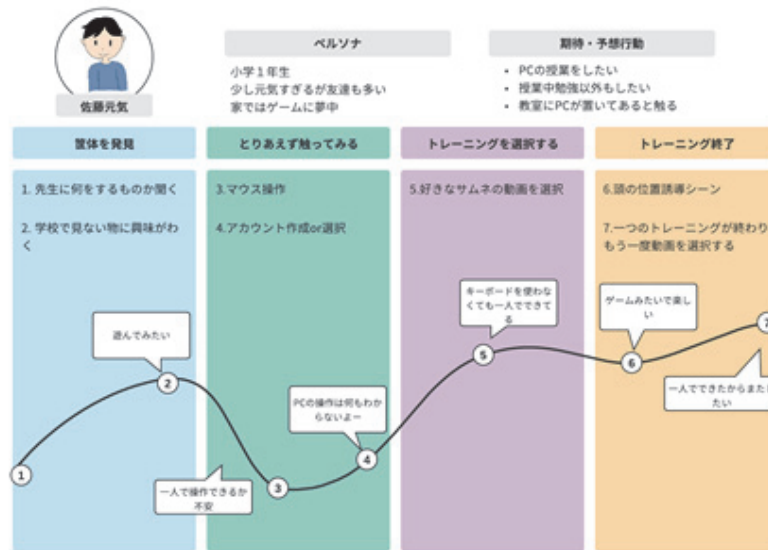 佐藤元気
ペルソナ
小学1年生
少し元気すぎるが友達も多い
家ではゲームに夢中
期待・予想行動
• PCの授業をしたい
• 授業中勉強以外もしたい
• 教室にPCが置いてあると触る
筐体を発見
とりあえず触ってみる
トレーニングを選択する
トレーニング終了
1. 先生に何をするものか聞く
2. 学校で見ない物に興味がわ
く
3.マウス操作
4.アカウント作成or選択
5.好きなサムネの動画を選択
6.頭の位置誘導シーン
7.一つのトレーニングが終わり
もう一度動画を選択する
遊んでみたい
一人で操作できるか
不安
PCの操作は何もわか
らないよー
キーボードを使わな
くても一人でできて
る
ゲームみたいで楽し
い
一人でできたからまた
たい
1
2
3
4
5
6
7